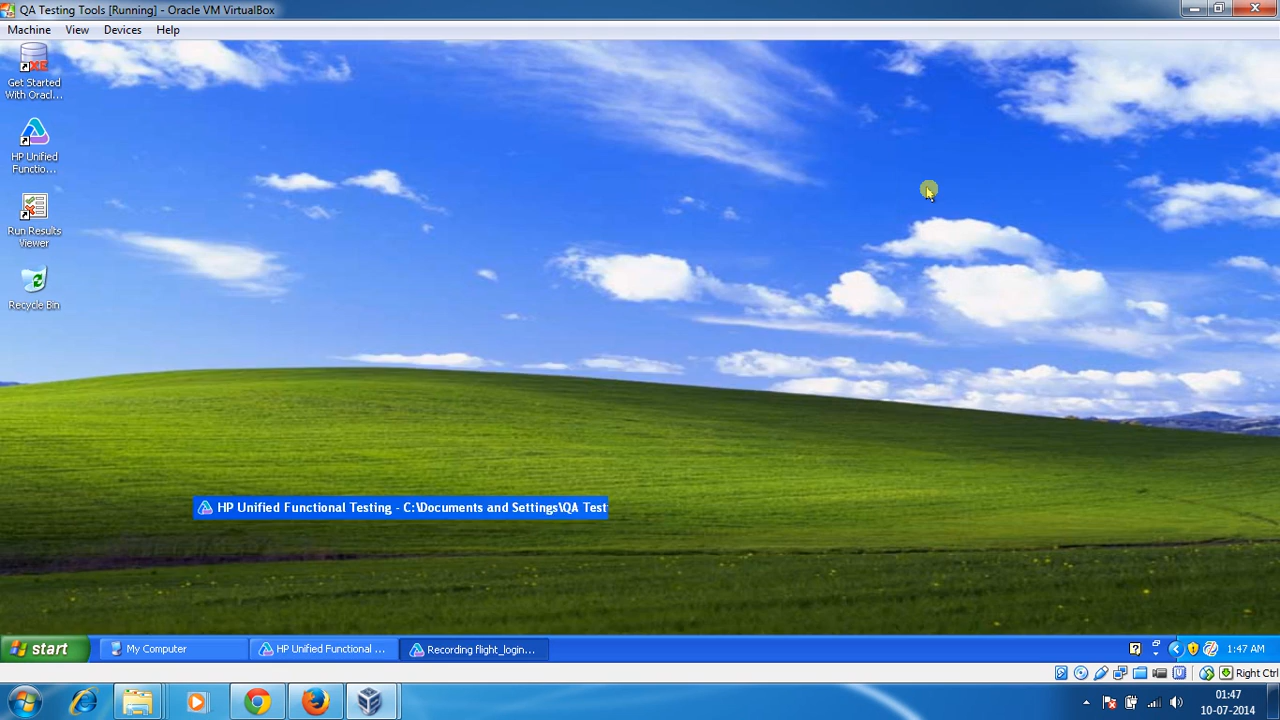 QA Testing Tools [Running] - Oracle VM VirtualBox
Machine View Devices Help
Get Started
With Oracl...
HP Unified
Functio...
Run Results
Viewer
Recycle Bin
HP Unified Functional Testing - C:\Documents and Settings\QA Test
start My Computer HP Unified Functional ... Recording flight_login... 1:47 AM
Right Ctrl
01:47
10-07-2014